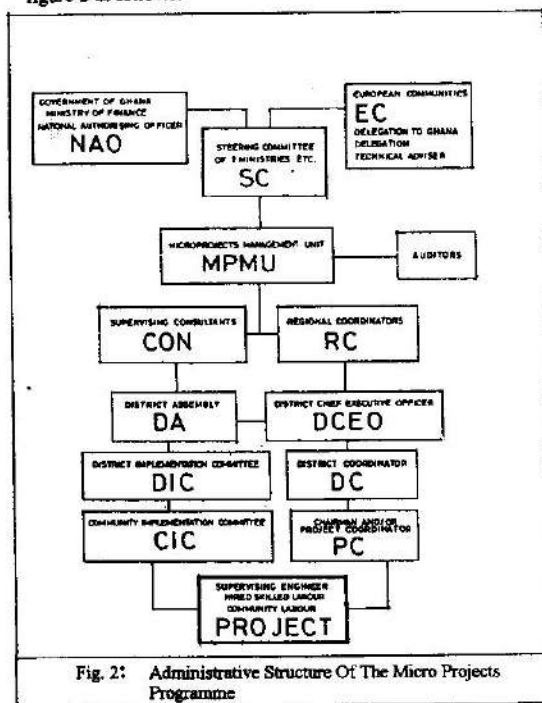 GOVERNMENT OF GHANA
MINISTRY OF FINANCE
NATIONAL AUTHORISING OFFICER
NAO
EUROPEAN COMMUNITIES
EC
DELEGATION TO GHANA
DELEGATION
TECHNICAL ADVISER
STEERING COMMITTEE
OF 7 MINISTRIES ETC.
SC
MICROPROJECTS MANAGEMENT UNIT
MPMU
AUDITORS
SUPERVISING CONSULTANTS
CON
REGIONAL COORDINATORS
RC
DISTRICT ASSEMBLY
DA
DISTRICT CHIEF EXECUTIVE OFFICER
DCEO
DISTRICT IMPLEMENTATION COMMITTEE
DIC
DISTRICT COORDINATOR
DC
COMMUNITY IMPLEMENTATION COMMITTEE
CIC
CHAIRMAN AND/OR
PROJECT COORDINATOR
PC
SUPERVISING ENGINEER
HIRED SKILLED LABOUR
COMMUNITY LABOUR
PROJECT
Fig. 2: Administrative Structure Of The Micro Projects
Programme